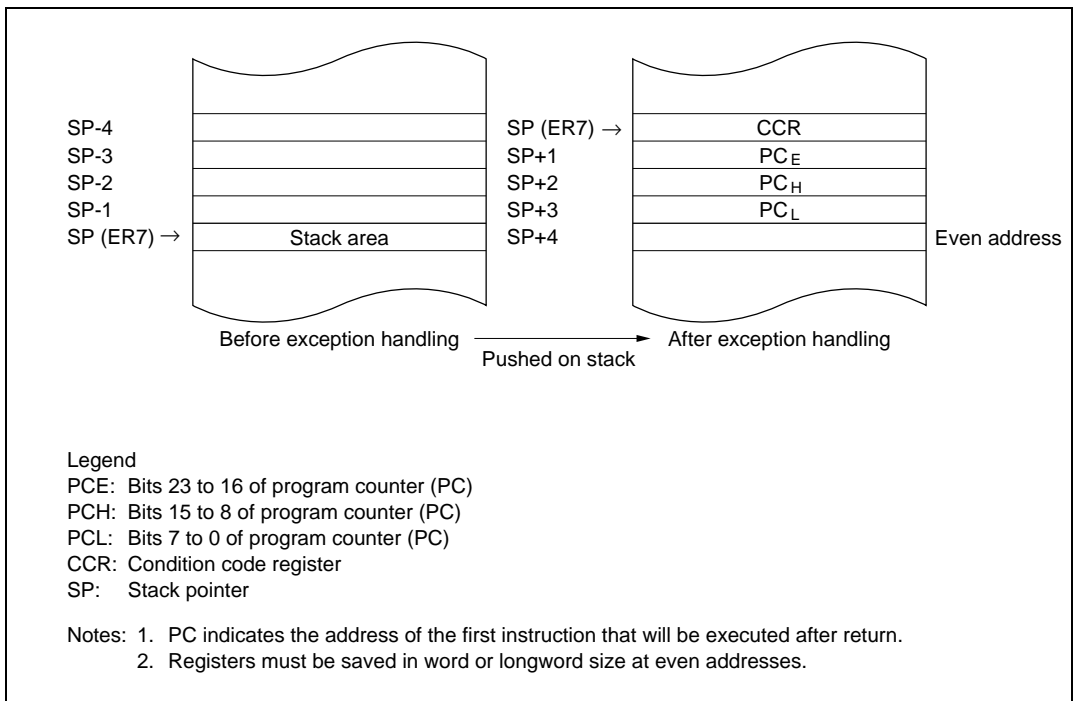 SP-4 SP (ER7) → CCR
SP-3 SP+1 PC E
SP-2 SP+2 PC H
SP-1 SP+3 PC L
SP (ER7) → Stack area SP+4 Even address
Before exception handling After exception handling
Pushed on stack
Legend
PCE: Bits 23 to 16 of program counter (PC)
PCH: Bits 15 to 8 of program counter (PC)
PCL: Bits 7 to 0 of program counter (PC)
CCR: Condition code register
SP: Stack pointer
Notes: 1. PC indicates the address of the first instruction that will be executed after return.
2. Registers must be saved in word or longword size at even addresses.